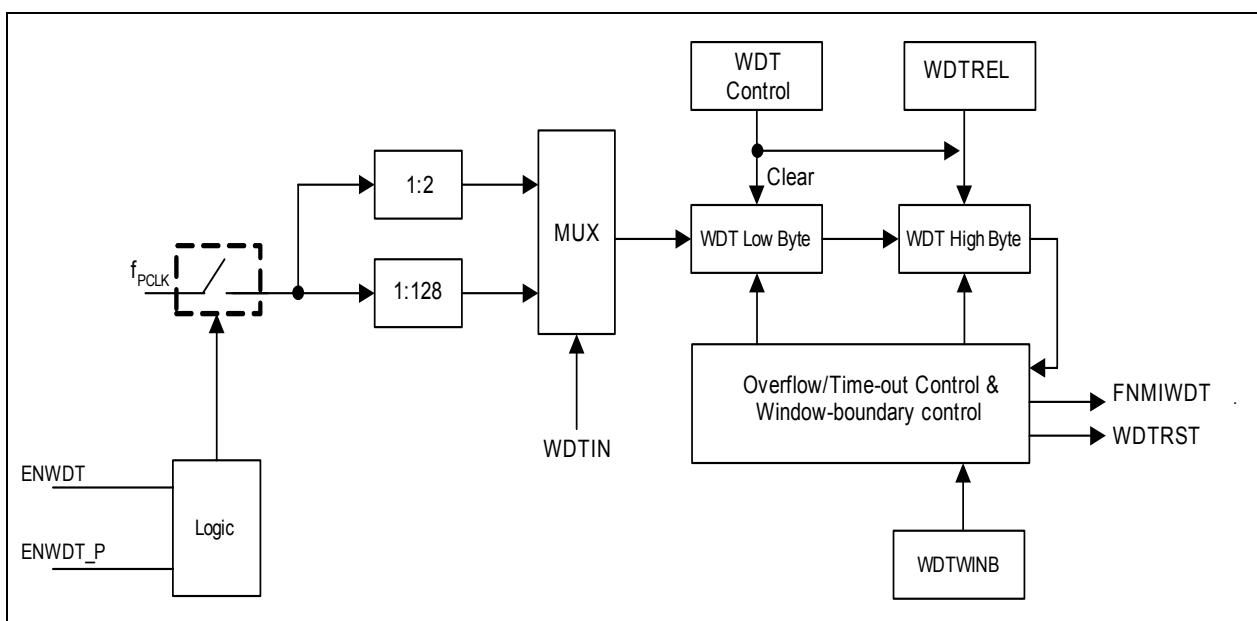 WDT
Control
WDTREL
1:2
Clear
MUX
WDT Low Byte
WDT High Byte
fPCLK
1:128
Overflow/Time-out Control &
Window-boundary control
FNMIWDT .
WDTIN
WDTRST
ENWDT
Logic
ENWDT_P
WDTWINB